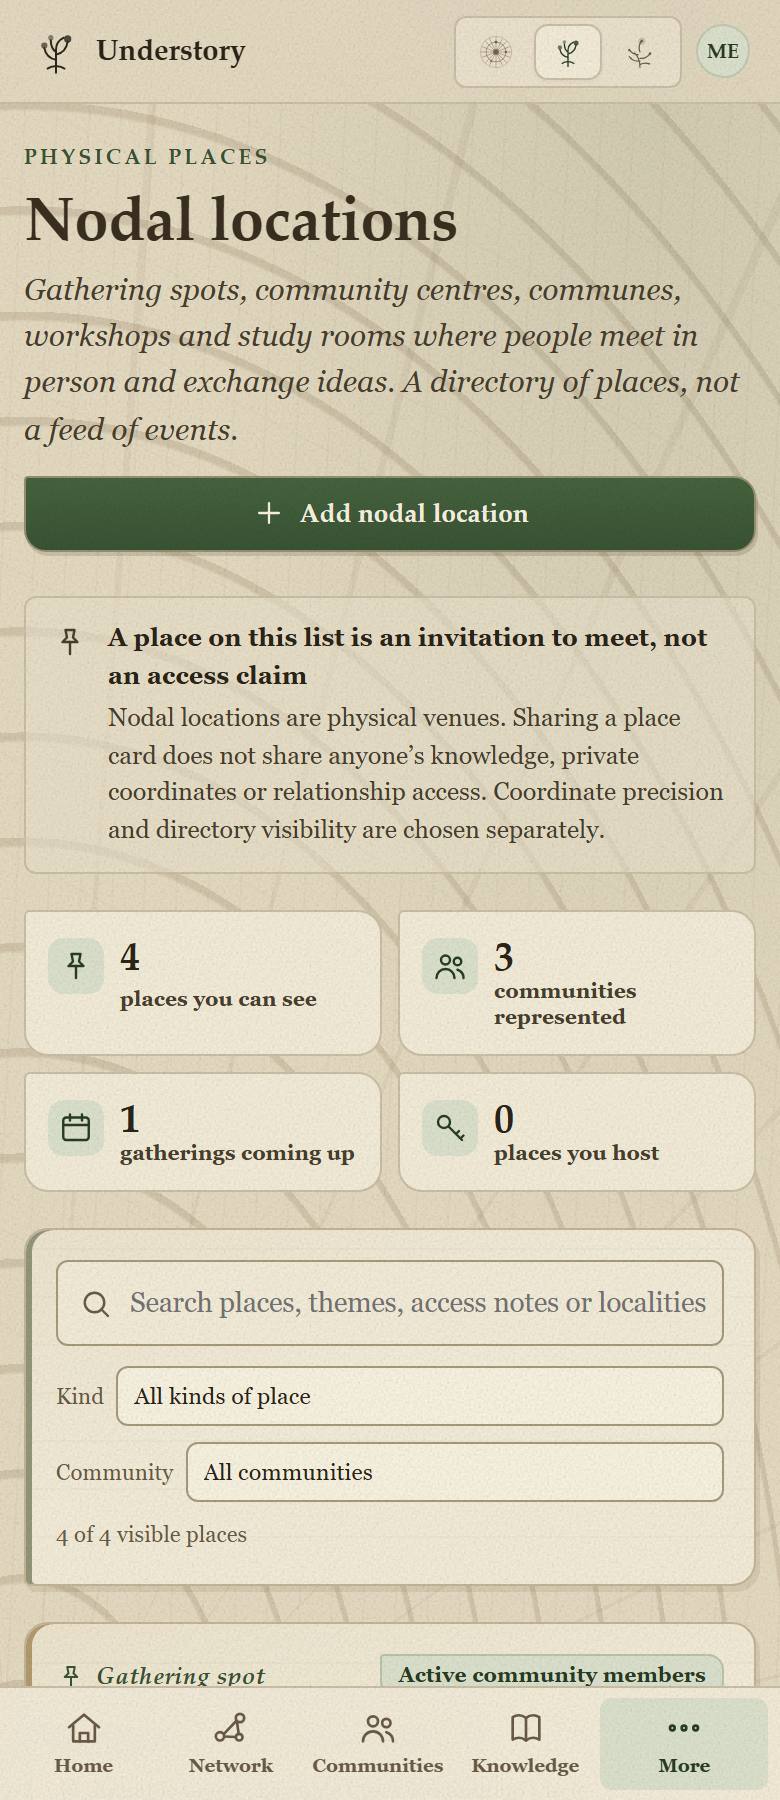 Understory
ME
PHYSICAL PLACES
Nodal locations
Gathering spots, community centres, communes,
workshops and study rooms where people meet in
person and exchange ideas. A directory of places, not
a feed of events.
Add nodal location
A place on this list is an invitation to meet, not
an access claim
Nodal locations are physical venues. Sharing a place
card does not share anyone’s knowledge, private
coordinates or relationship access. Coordinate precision
and directory visibility are chosen separately.
4
places you can see
3
communities
represented
1
gatherings coming up
0
places you host
Search places, themes, access notes or localities
Kind
All kinds of place
Community
All communities
4 of 4 visible places
Gathering spot
Active community members
Home
Network
Communities
Knowledge
More